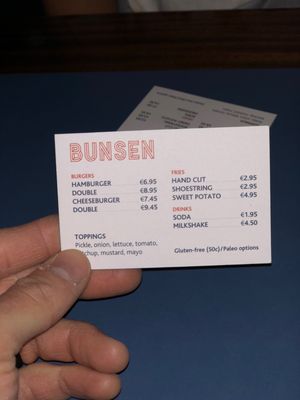 BUNSEN
BURGERS
HAMBURGER €6.95
DOUBLE €8.95
CHEESEBURGER €7.45
DOUBLE €9.45
TOPPINGS
Pickle, onion, lettuce, tomato,
ketchup, mustard, mayo
FRIES
HAND CUT €2.95
SHOESTRING €2.95
SWEET POTATO €4.95
DRINKS
SODA €1.95
MILKSHAKE €4.50
Gluten-free (50c)/Paleo options